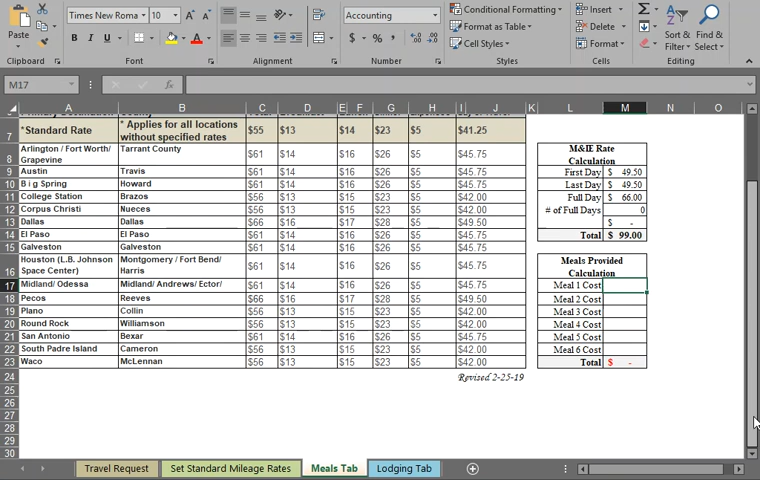 Times New Roma
10
Accounting
Conditional Formatting
Insert
Paste
Format as Table
Delete
Sort &
Find &
B I U
$ % ,
Cell Styles
Format
Filter
Select
Clipboard
Font
Alignment
Number
Styles
Cells
Editing
M17
A B C D E F G H I J K L M N O
7 *Standard Rate * Applies for all locations without specified rates $55 $13 $14 $23 $5 $41.25
8 Arlington / Fort Worth/ Grapevine Tarrant County $61 $14 $16 $26 $5 $45.75
9 Austin Travis $61 $14 $16 $26 $5 $45.75
10 B i g Spring Howard $61 $14 $16 $26 $5 $45.75
11 College Station Brazos $56 $13 $15 $23 $5 $42.00
12 Corpus Christi Nueces $56 $13 $15 $23 $5 $42.00
13 Dallas Dallas $66 $16 $17 $28 $5 $49.50
14 El Paso El Paso $61 $14 $16 $26 $5 $45.75
15 Galveston Galveston $61 $14 $16 $26 $5 $45.75
16 Houston (L.B. Johnson Space Center) Montgomery / Fort Bend/ Harris $61 $14 $16 $26 $5 $45.75
17 Midland/ Odessa Midland/ Andrews/ Ector/ $61 $14 $16 $26 $5 $45.75
18 Pecos Reeves $66 $16 $17 $28 $5 $49.50
19 Plano Collin $56 $13 $15 $23 $5 $42.00
20 Round Rock Williamson $56 $13 $15 $23 $5 $42.00
21 San Antonio Bexar $61 $14 $16 $26 $5 $45.75
22 South Padre Island Cameron $56 $13 $15 $23 $5 $42.00
23 Waco McLennan $56 $13 $15 $23 $5 $42.00
24 Revised 2-25-19
25
26
27
28
29
30
M&IE Rate
Calculation
First Day $ 49.50
Last Day $ 49.50
Full Day $ 66.00
# of Full Days 0
$ -
Total $ 99.00
Meals Provided
Calculation
Meal 1 Cost
Meal 2 Cost
Meal 3 Cost
Meal 4 Cost
Meal 5 Cost
Meal 6 Cost
Total $ -
Travel Request
Set Standard Mileage Rates
Meals Tab
Lodging Tab